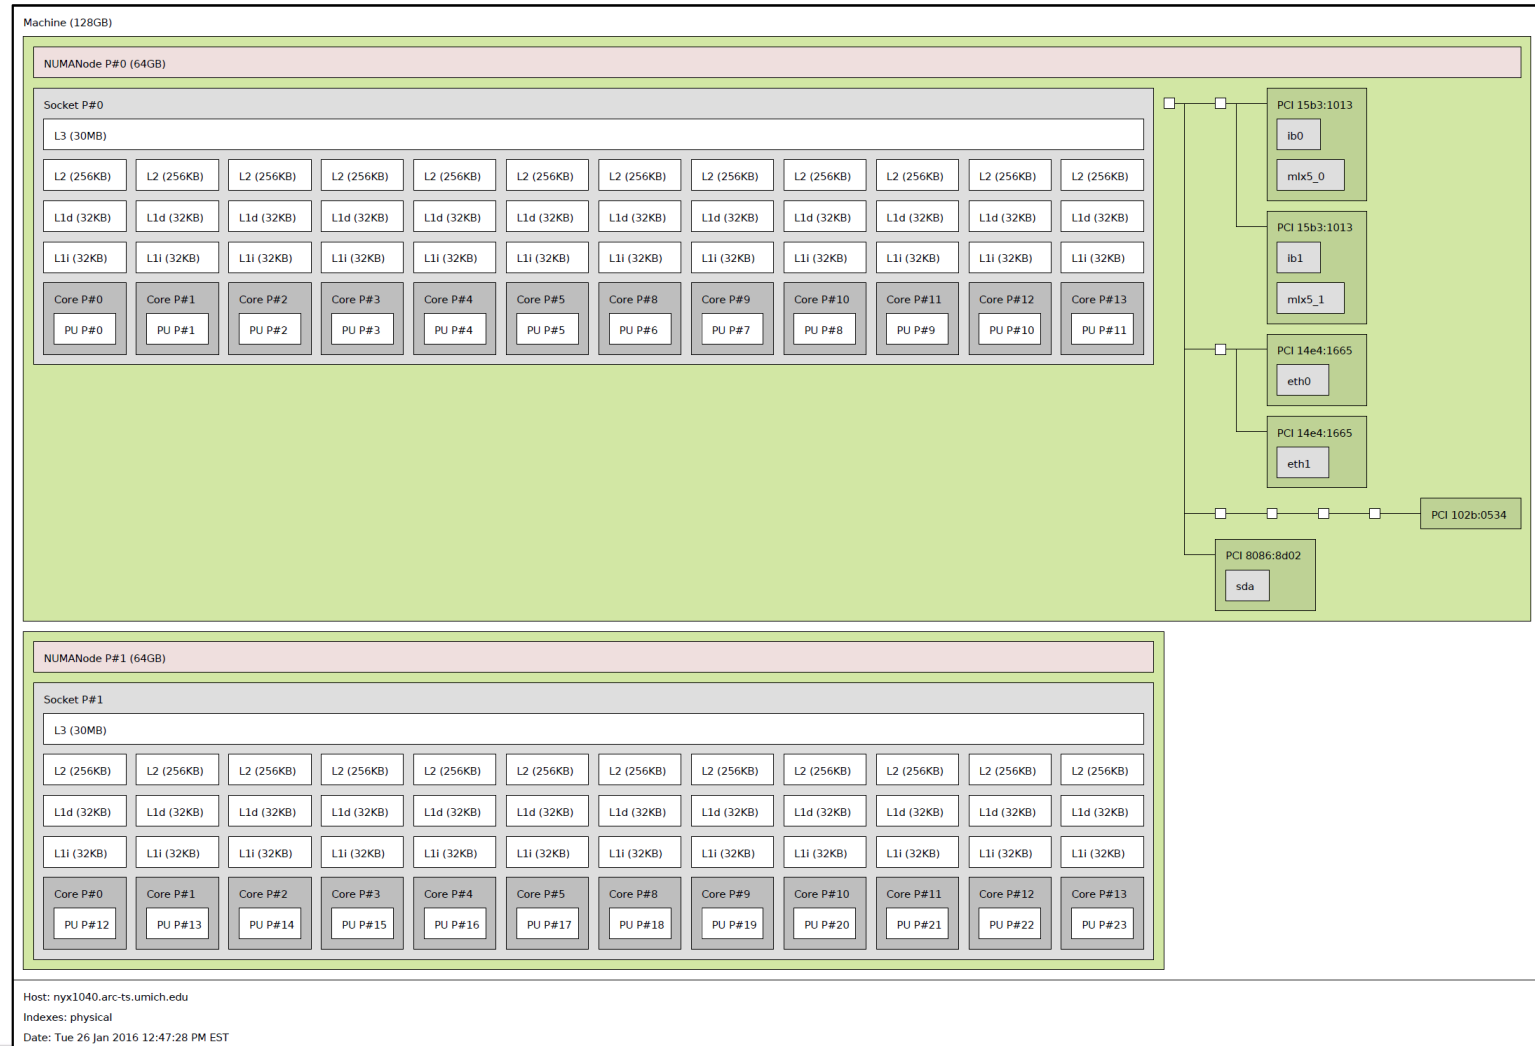 Machine (128GB)
NUMANode P#0 (64GB)
Socket P#0
L3 (30MB)
L2 (256KB) L2 (256KB) L2 (256KB) L2 (256KB) L2 (256KB) L2 (256KB) L2 (256KB) L2 (256KB) L2 (256KB) L2 (256KB) L2 (256KB) L2 (256KB)
L1d (32KB) L1d (32KB) L1d (32KB) L1d (32KB) L1d (32KB) L1d (32KB) L1d (32KB) L1d (32KB) L1d (32KB) L1d (32KB) L1d (32KB) L1d (32KB)
L1i (32KB) L1i (32KB) L1i (32KB) L1i (32KB) L1i (32KB) L1i (32KB) L1i (32KB) L1i (32KB) L1i (32KB) L1i (32KB) L1i (32KB) L1i (32KB)
Core P#0 Core P#1 Core P#2 Core P#3 Core P#4 Core P#5 Core P#8 Core P#9 Core P#10 Core P#11 Core P#12 Core P#13
PU P#0 PU P#1 PU P#2 PU P#3 PU P#4 PU P#5 PU P#6 PU P#7 PU P#8 PU P#9 PU P#10 PU P#11
PCI 15b3:1013
ib0
mlx5_0
PCI 15b3:1013
ib1
mlx5_1
PCI 14e4:1665
eth0
PCI 14e4:1665
eth1
PCI 102b:0534
PCI 8086:8d02
sda
NUMANode P#1 (64GB)
Socket P#1
L3 (30MB)
L2 (256KB) L2 (256KB) L2 (256KB) L2 (256KB) L2 (256KB) L2 (256KB) L2 (256KB) L2 (256KB) L2 (256KB) L2 (256KB) L2 (256KB) L2 (256KB)
L1d (32KB) L1d (32KB) L1d (32KB) L1d (32KB) L1d (32KB) L1d (32KB) L1d (32KB) L1d (32KB) L1d (32KB) L1d (32KB) L1d (32KB) L1d (32KB)
L1i (32KB) L1i (32KB) L1i (32KB) L1i (32KB) L1i (32KB) L1i (32KB) L1i (32KB) L1i (32KB) L1i (32KB) L1i (32KB) L1i (32KB) L1i (32KB)
Core P#0 Core P#1 Core P#2 Core P#3 Core P#4 Core P#5 Core P#8 Core P#9 Core P#10 Core P#11 Core P#12 Core P#13
PU P#12 PU P#13 PU P#14 PU P#15 PU P#16 PU P#17 PU P#18 PU P#19 PU P#20 PU P#21 PU P#22 PU P#23
Host: nyx1040.arc-ts.umich.edu
Indexes: physical
Date: Tue 26 Jan 2016 12:47:28 PM EST